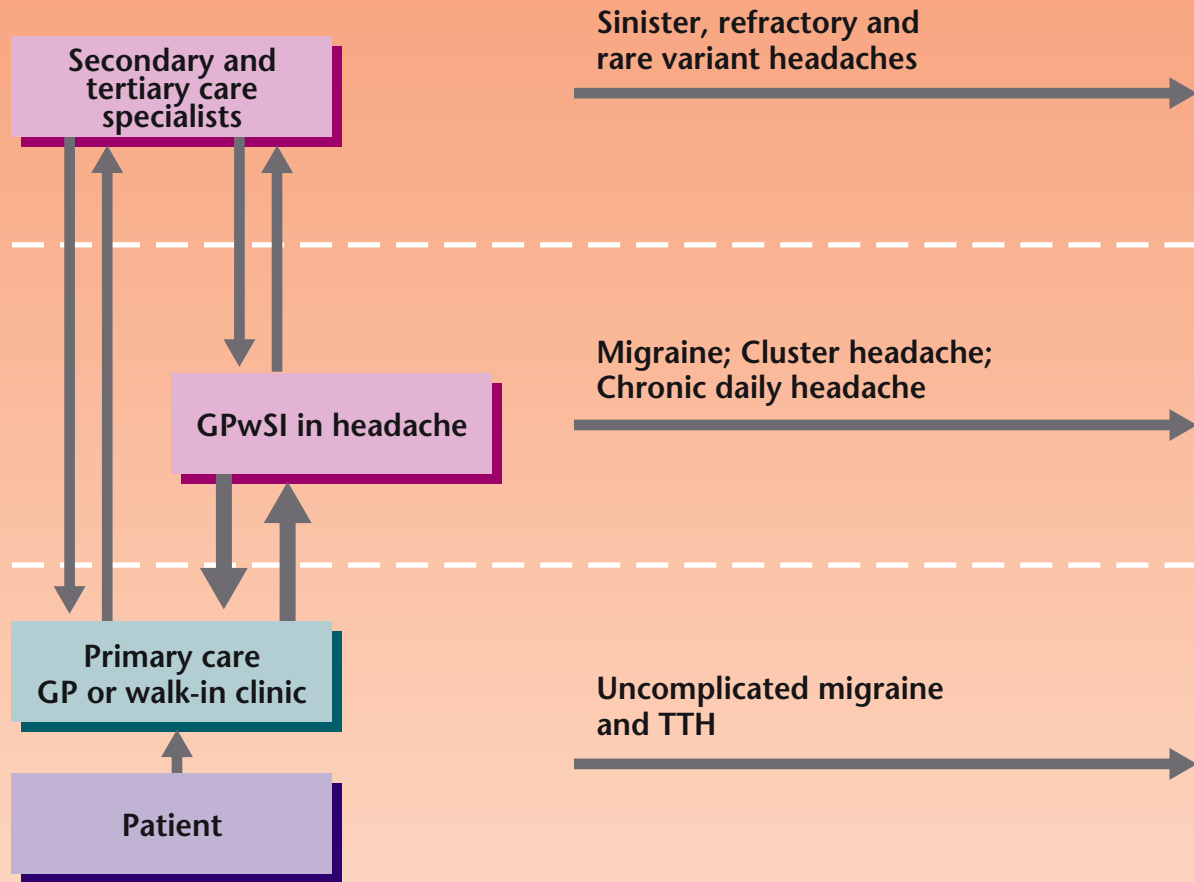 Secondary and
tertiary care
specialists
Sinister, refractory and
rare variant headaches
GPwSI in headache
Migraine; Cluster headache;
Chronic daily headache
Primary care
GP or walk-in clinic
Uncomplicated migraine
and TTH
Patient